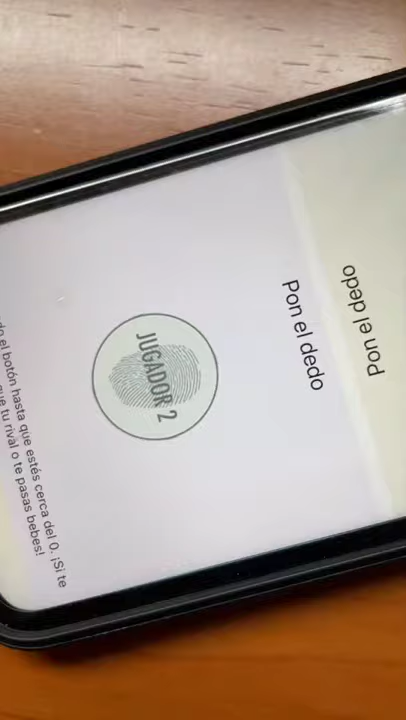 Pon el dedo
Pon el dedo
JUGADOR 2
el botón hasta que estés cerca del 0. ¡Si te
que tu rival o te pasas bebes!